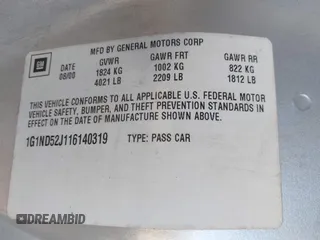 MFD BY GENERAL MOTORS CORP
GM
DATE GVWR GAWR FRT GAWR RR
08/00 1824 KG 1002 KG 822 KG
4021 LB 2209 LB 1812 LB
THIS VEHICLE CONFORMS TO ALL APPLICABLE U.S. FEDERAL MOTOR
VEHICLE SAFETY, BUMPER, AND THEFT PREVENTION STANDARDS IN
EFFECT ON THE DATE OF MANUFACTURE SHOWN ABOVE.
1G1ND52J116140319 TYPE: PASS CAR
DREAMBID